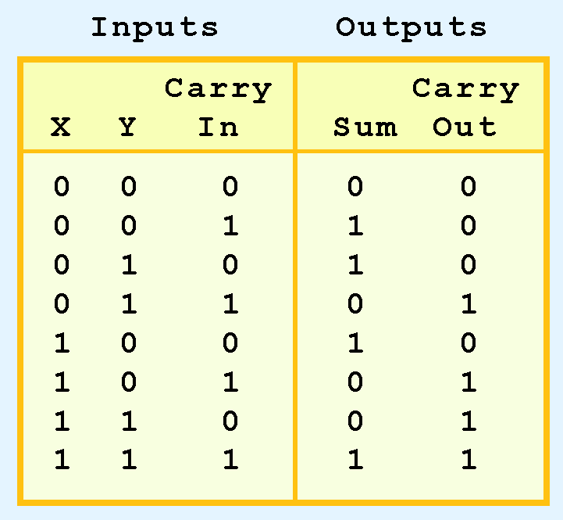 Inputs Outputs
Carry Carry
X Y In Sum Out
0 0 0 0 0
0 0 1 1 0
0 1 0 1 0
0 1 1 0 1
1 0 0 1 0
1 0 1 0 1
1 1 0 0 1
1 1 1 1 1